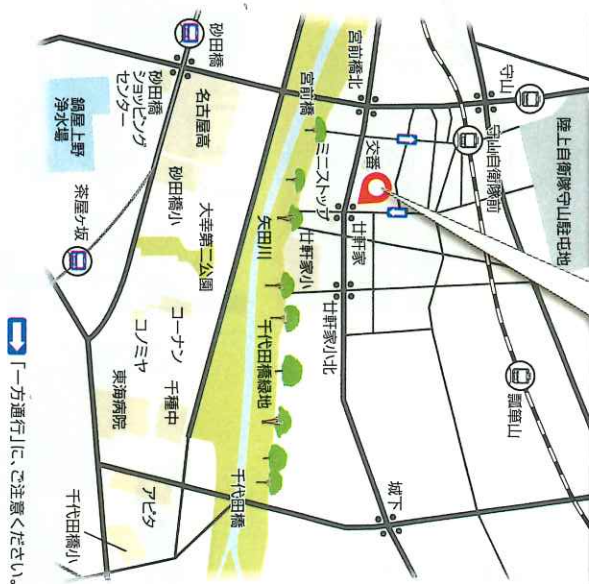 陸上自衛隊守山駐屯地
守山
守山自衛隊前
瓢箪山
宮前橋北
交番
廿軒家
廿軒家小北
城下
宮前橋
ミニストップ
廿軒家小
矢田川
千代田橋緑地
千代田橋
砂田橋
名古屋高
砂田橋
ショッピング
センター
砂田橋小
大幸第二公園
鍋屋上野
浄水場
茶屋ヶ坂
コーナン
千種中
コノミヤ
東海病院
アピタ
千代田橋小
「一方通行」に、ご注意ください。